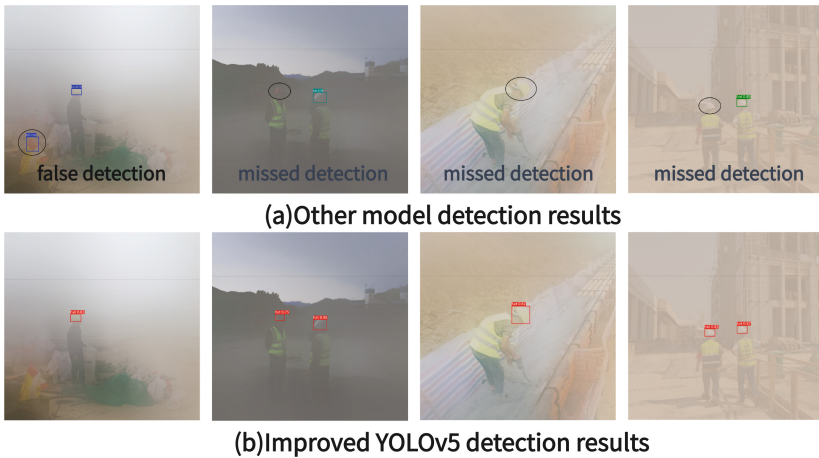 false detection
missed detection
missed detection
missed detection
(a)Other model detection results
(b)Improved YOLOv5 detection results